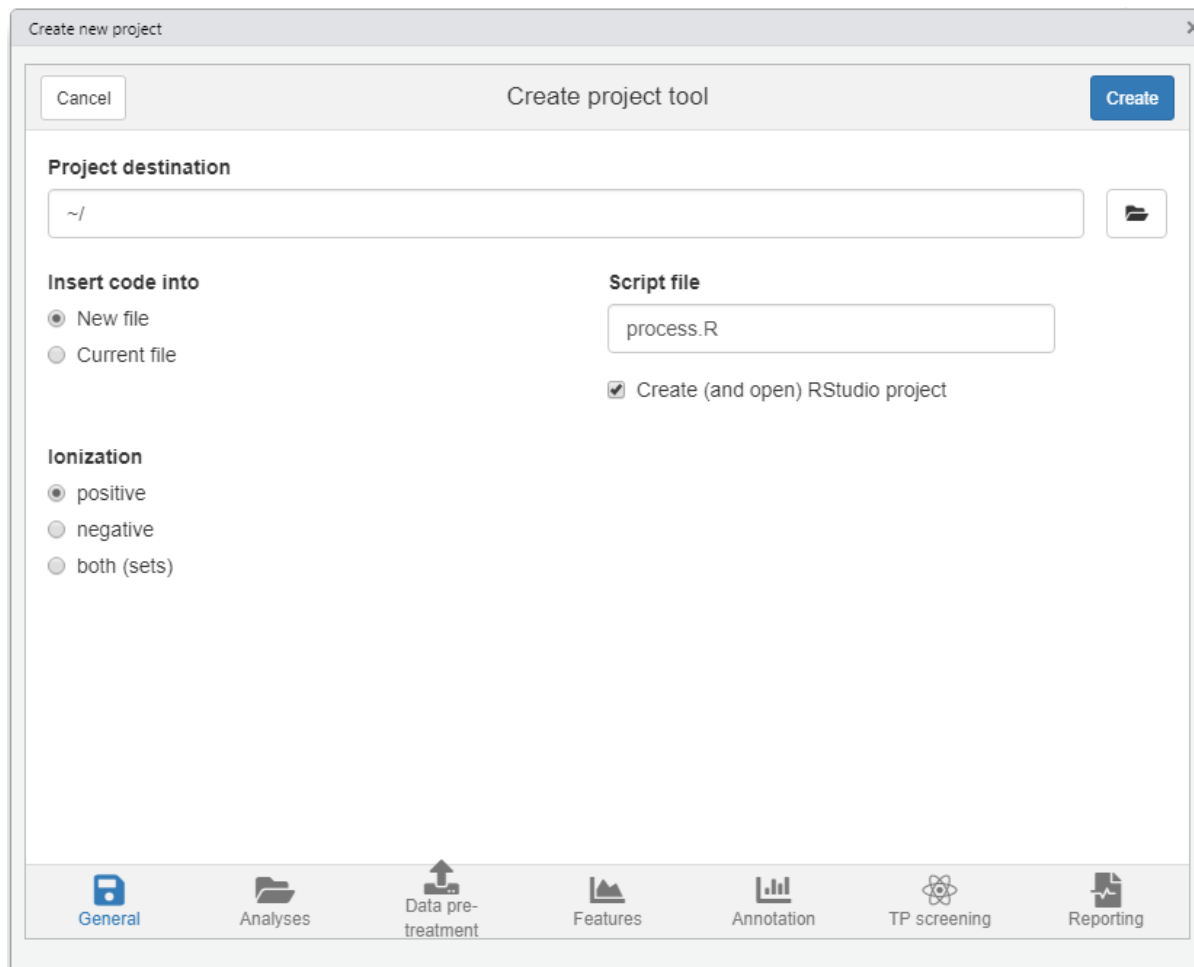 Create new project
Cancel
Create project tool
Create
Project destination
~/
Insert code into
New file
Current file
Script file
process.R
Create (and open) RStudio project
Ionization
positive
negative
both (sets)
General
Analyses
Data pre-
treatment
Features
Annotation
TP screening
Reporting